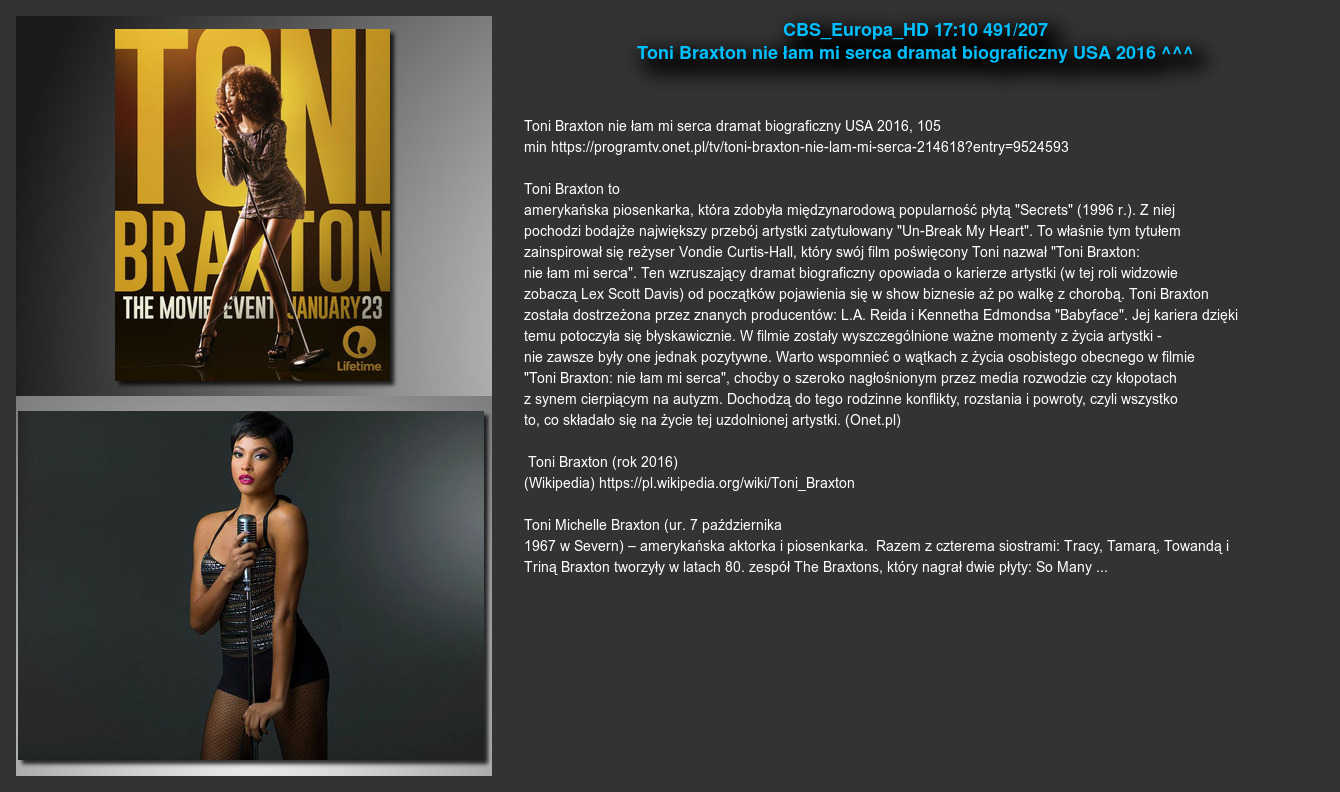 TONI
BRAXTON
THE MOVIE EVENT JANUARY 23
Lifetime
CBS_Europa_HD 17:10 491/207
Toni Braxton nie łam mi serca dramat biograficzny USA 2016 ^^^
Toni Braxton nie łam mi serca dramat biograficzny USA 2016, 105
min https://programtv.onet.pl/tv/toni-braxton-nie-lam-mi-serca-214618?entry=9524593
Toni Braxton to
amerykańska piosenkarka, która zdobyła międzynarodową popularność płytą "Secrets" (1996 r.). Z niej
pochodzi bodajże największy przebój artystki zatytułowany "Un-Break My Heart". To właśnie tym tytułem
zainspirował się reżyser Vondie Curtis-Hall, który swój film poświęcony Toni nazwał "Toni Braxton:
nie łam mi serca". Ten wzruszający dramat biograficzny opowiada o karierze artystki (w tej roli widzowie
zobaczą Lex Scott Davis) od początków pojawienia się w show biznesie aż po walkę z chorobą. Toni Braxton
została dostrzeżona przez znanych producentów: L.A. Reida i Kennetha Edmondsa "Babyface". Jej kariera dzięki
temu potoczyła się błyskawicznie. W filmie zostały wyszczególnione ważne momenty z życia artystki -
nie zawsze były one jednak pozytywne. Warto wspomnieć o wątkach z życia osobistego obecnego w filmie
"Toni Braxton: nie łam mi serca", choćby o szeroko nagłośnionym przez media rozwodzie czy kłopotach
z synem cierpiącym na autyzm. Dochodzą do tego rodzinne konflikty, rozstania i powroty, czyli wszystko
to, co składało się na życie tej uzdolnionej artystki. (Onet.pl)
Toni Braxton (rok 2016)
(Wikipedia) https://pl.wikipedia.org/wiki/Toni_Braxton
Toni Michelle Braxton (ur. 7 października
1967 w Severn) – amerykańska aktorka i piosenkarka.  Razem z czterema siostrami: Tracy, Tamarą, Towandą i
Triną Braxton tworzyły w latach 80. zespół The Braxtons, który nagrał dwie płyty: So Many ...